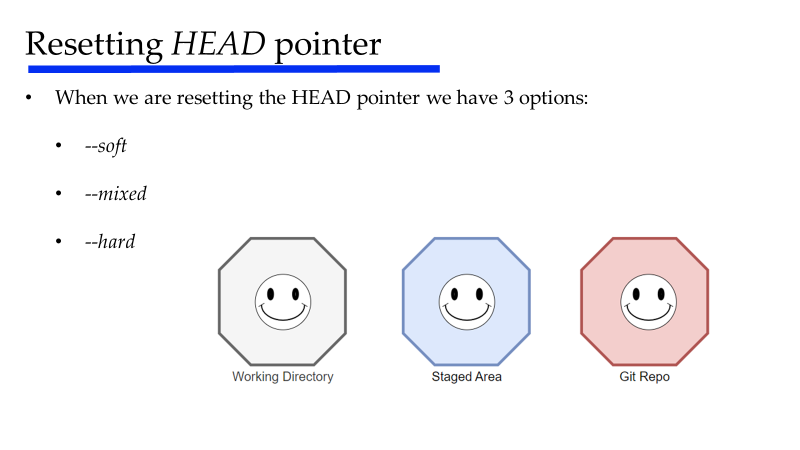 Resetting HEAD pointer
• When we are resetting the HEAD pointer we have 3 options:
• --soft
• --mixed
• --hard
Working Directory Staged Area Git Repo